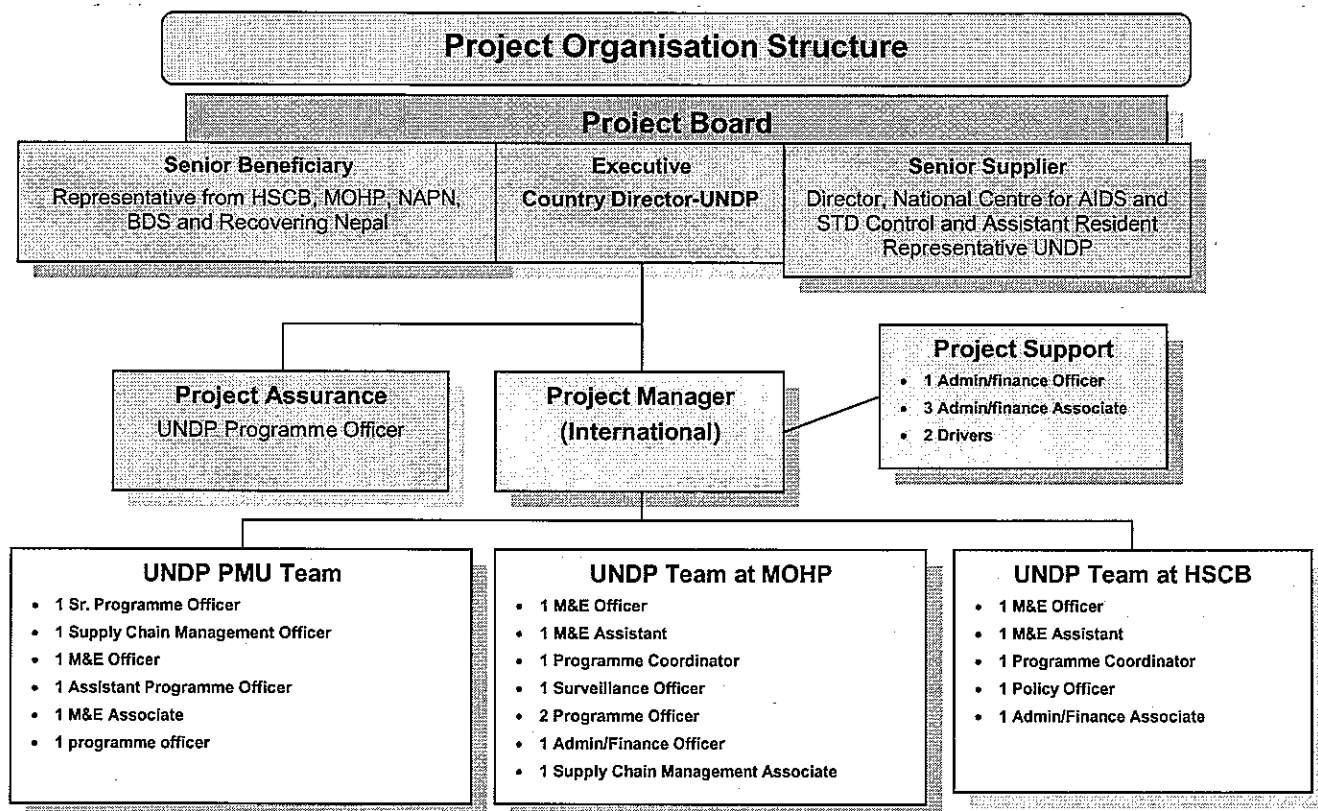 Project Organisation Structure
Project Board
Senior Beneficiary
Representative from HSCB, MOHP, NAPN,
BDS and Recovering Nepal
Executive
Country Director-UNDP
Senior Supplier
Director, National Centre for AIDS and
STD Control and Assistant Resident
Representative UNDP
Project Assurance
UNDP Programme Officer
Project Manager
(International)
Project Support
• 1 Admin/finance Officer
• 3 Admin/finance Associate
• 2 Drivers
UNDP PMU Team
• 1 Sr. Programme Officer
• 1 Supply Chain Management Officer
• 1 M&E Officer
• 1 Assistant Programme Officer
• 1 M&E Associate
• 1 programme officer
UNDP Team at MOHP
• 1 M&E Officer
• 1 M&E Assistant
• 1 Programme Coordinator
• 1 Surveillance Officer
• 2 Programme Officer
• 1 Admin/Finance Officer
• 1 Supply Chain Management Associate
UNDP Team at HSCB
• 1 M&E Officer
• 1 M&E Assistant
• 1 Programme Coordinator
• 1 Policy Officer
• 1 Admin/Finance Associate